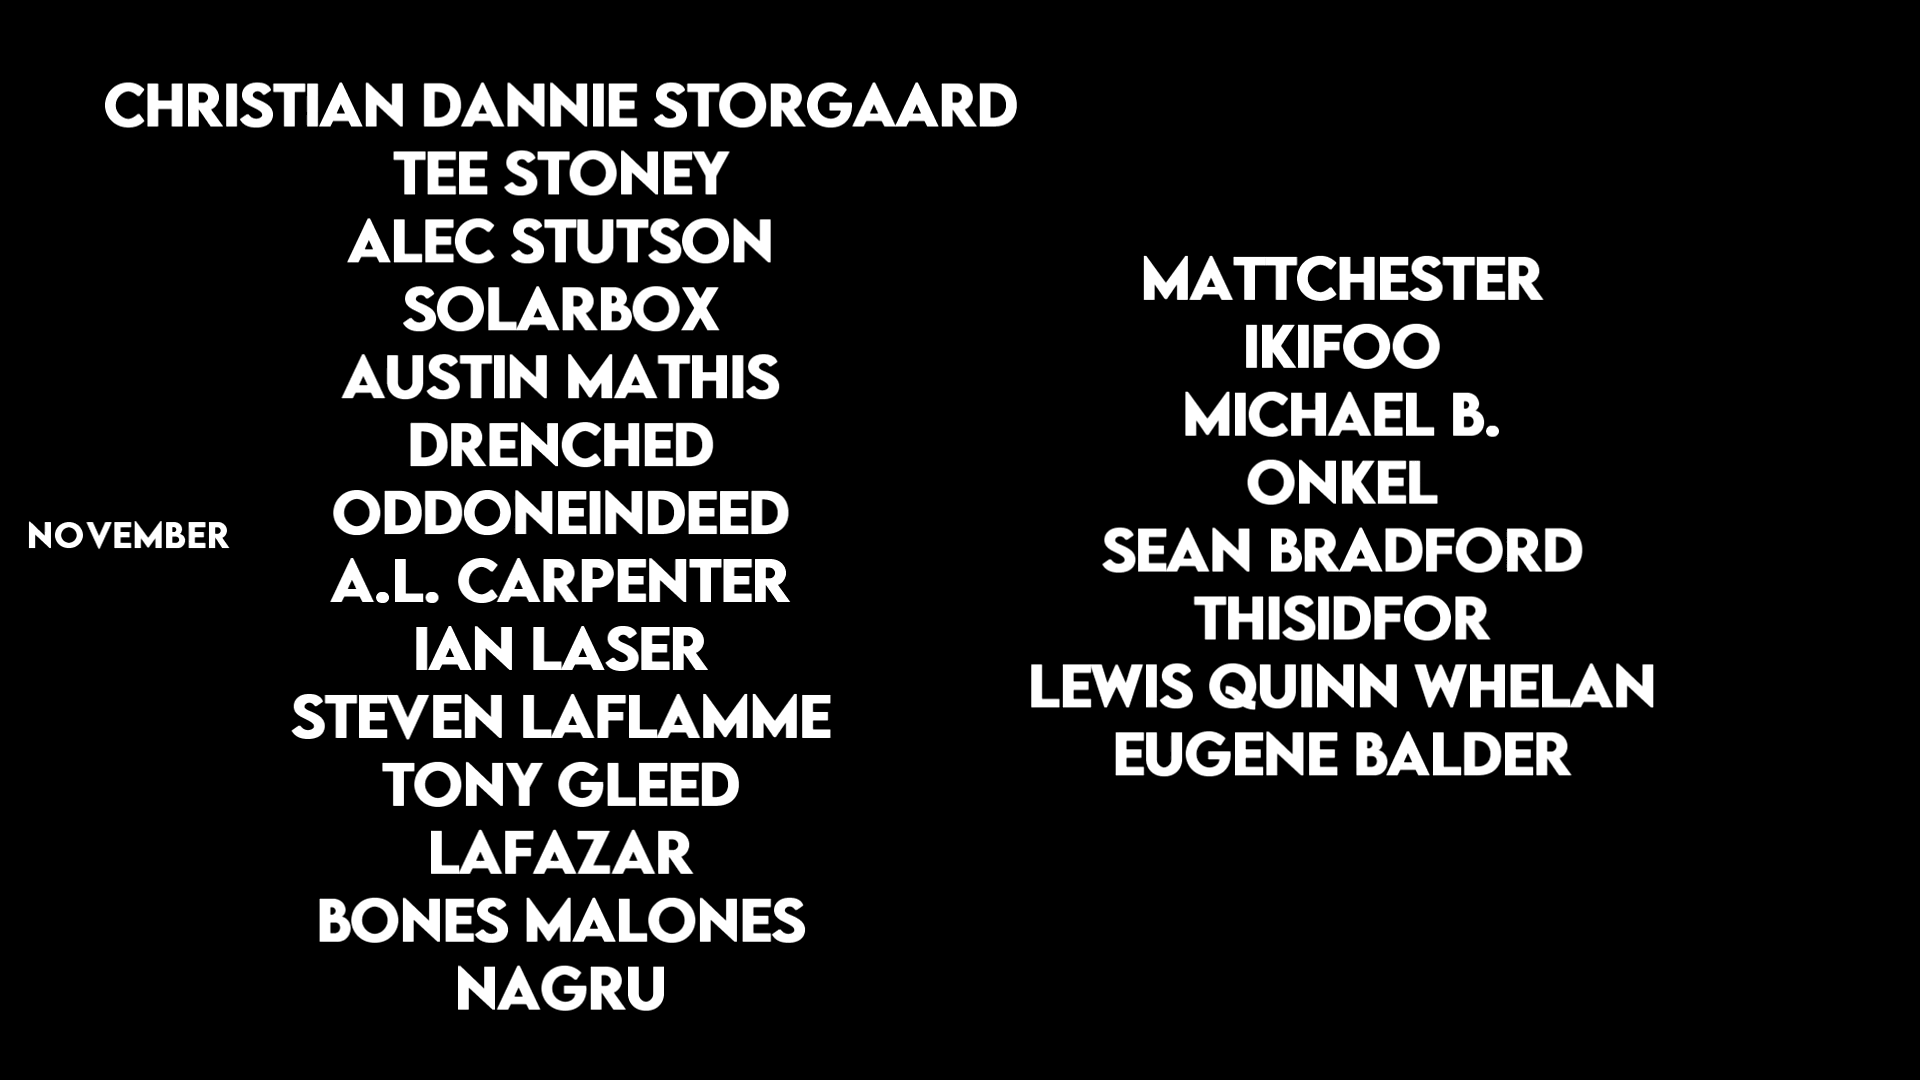 NOVEMBER
CHRISTIAN DANNIE STORGAARD
TEE STONEY
ALEC STUTSON
SOLARBOX
AUSTIN MATHIS
DRENCHED
ODDONEINDEED
A.L. CARPENTER
IAN LASER
STEVEN LAFLAMME
TONY GLEED
LAFAZAR
BONES MALONES
NAGRU
MATTCHESTER
IKIFOO
MICHAEL B.
ONKEL
SEAN BRADFORD
THISIDFOR
LEWIS QUINN WHELAN
EUGENE BALDER